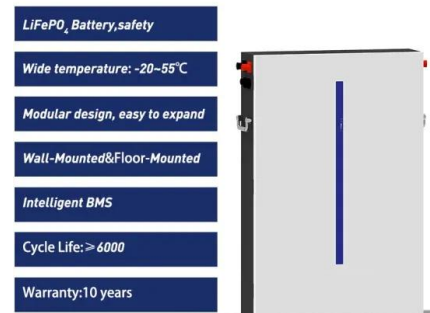 LiFePO₄ Battery,safety
Wide temperature: -20~55℃
Modular design, easy to expand
Wall-Mounted&Floor-Mounted
Intelligent BMS
Cycle Life:≥6000
Warranty:10 years